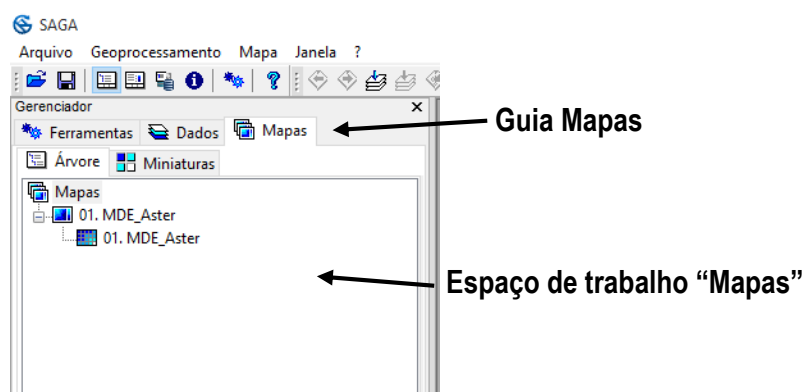 SAGA
Arquivo Geoprocessamento Mapa Janela ?
Gerenciador
Ferramentas Dados Mapas
Guia Mapas
Árvore Miniaturas
Mapas
01. MDE_Aster
01. MDE_Aster
Espaço de trabalho “Mapas”